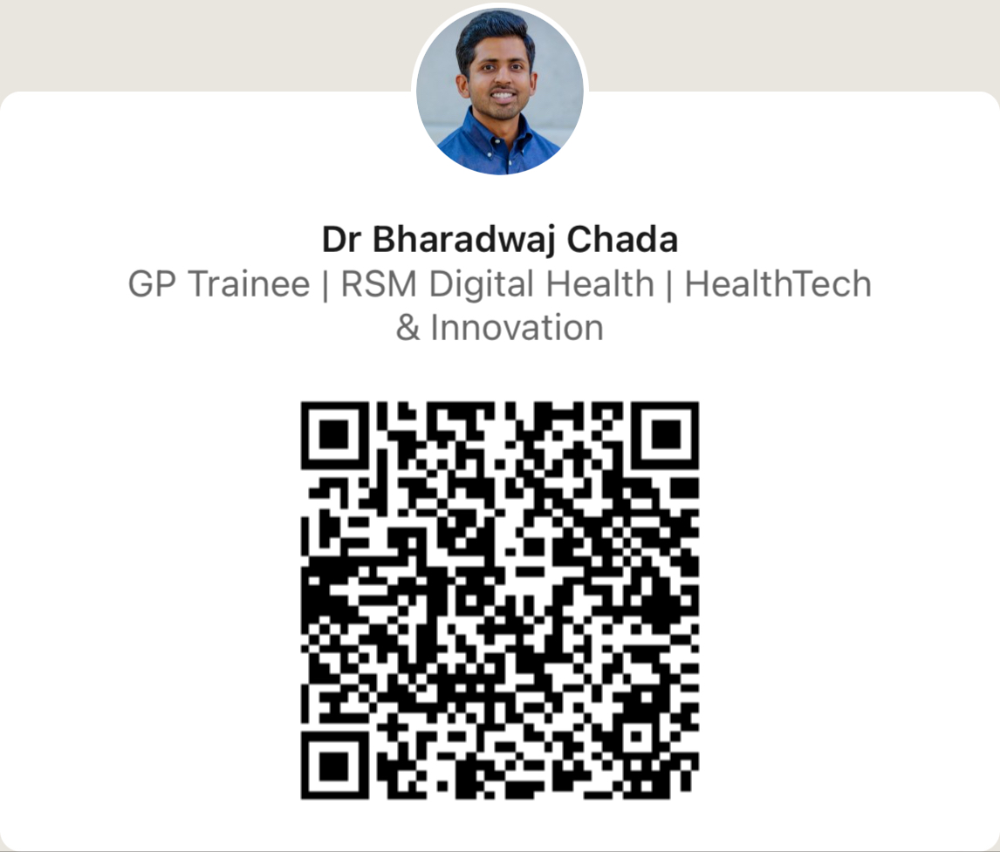 Dr Bharadwaj Chada
GP Trainee | RSM Digital Health | HealthTech
& Innovation